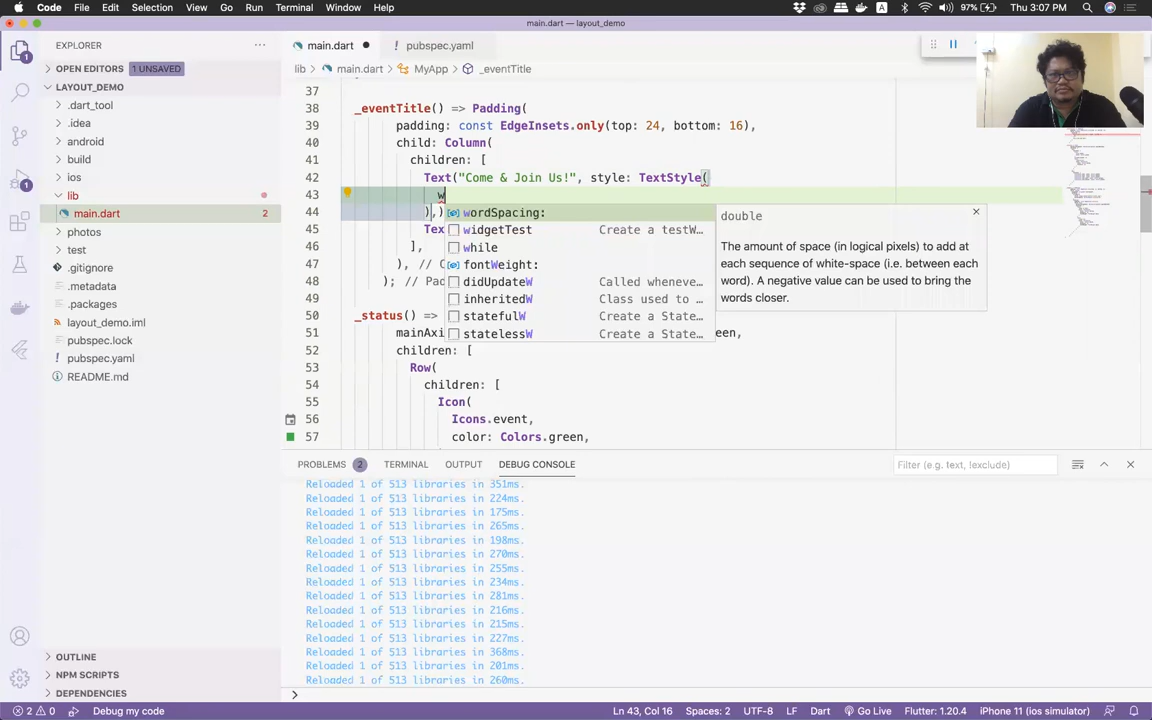 Code File Edit Selection View Go Run Terminal Window Help
A 97% Thu 3:07 PM
main.dart — layout_demo
EXPLORER
OPEN EDITORS 1 UNSAVED
LAYOUT_DEMO
.dart_tool
.idea
android
build
ios
lib
main.dart 2
photos
test
.gitignore
.metadata
.packages
layout_demo.iml
pubspec.lock
pubspec.yaml
README.md
OUTLINE
NPM SCRIPTS
DEPENDENCIES
main.dart
pubspec.yaml
lib main.dart MyApp _eventTitle
37
38 _eventTitle() => Padding(
39 padding: const EdgeInsets.only(top: 24, bottom: 16),
40 child: Column(
41 children: [
42 Text("Come & Join Us!", style: TextStyle(
43 w
44 ),)
45 Tex
46 ],
47 ), // C
48 ); // Pad
49
50 _status() =>
51 mainAxi een,
52 children: [
53 Row(
54 children: [
55 Icon(
56 Icons.event,
57 color: Colors.green,
wordSpacing:
widgetTest Create a testW…
while
fontWeight:
didUpdateW Called wheneve…
inheritedW Class used to …
statefulW Create a State…
statelessW Create a State…
double
The amount of space (in logical pixels) to add at
each sequence of white-space (i.e. between each
word). A negative value can be used to bring the
words closer.
PROBLEMS 2 TERMINAL OUTPUT DEBUG CONSOLE
Filter (e.g. text, !exclude)
Reloaded 1 of 513 libraries in 351ms.
Reloaded 1 of 513 libraries in 224ms.
Reloaded 1 of 513 libraries in 175ms.
Reloaded 1 of 513 libraries in 265ms.
Reloaded 1 of 513 libraries in 198ms.
Reloaded 1 of 513 libraries in 270ms.
Reloaded 1 of 513 libraries in 255ms.
Reloaded 1 of 513 libraries in 234ms.
Reloaded 1 of 513 libraries in 281ms.
Reloaded 1 of 513 libraries in 216ms.
Reloaded 1 of 513 libraries in 215ms.
Reloaded 1 of 513 libraries in 227ms.
Reloaded 1 of 513 libraries in 368ms.
Reloaded 1 of 513 libraries in 201ms.
Reloaded 1 of 513 libraries in 260ms.
2 0 Debug my code
Ln 43, Col 16 Spaces: 2 UTF-8 LF Dart Go Live Flutter: 1.20.4 iPhone 11 (ios simulator)